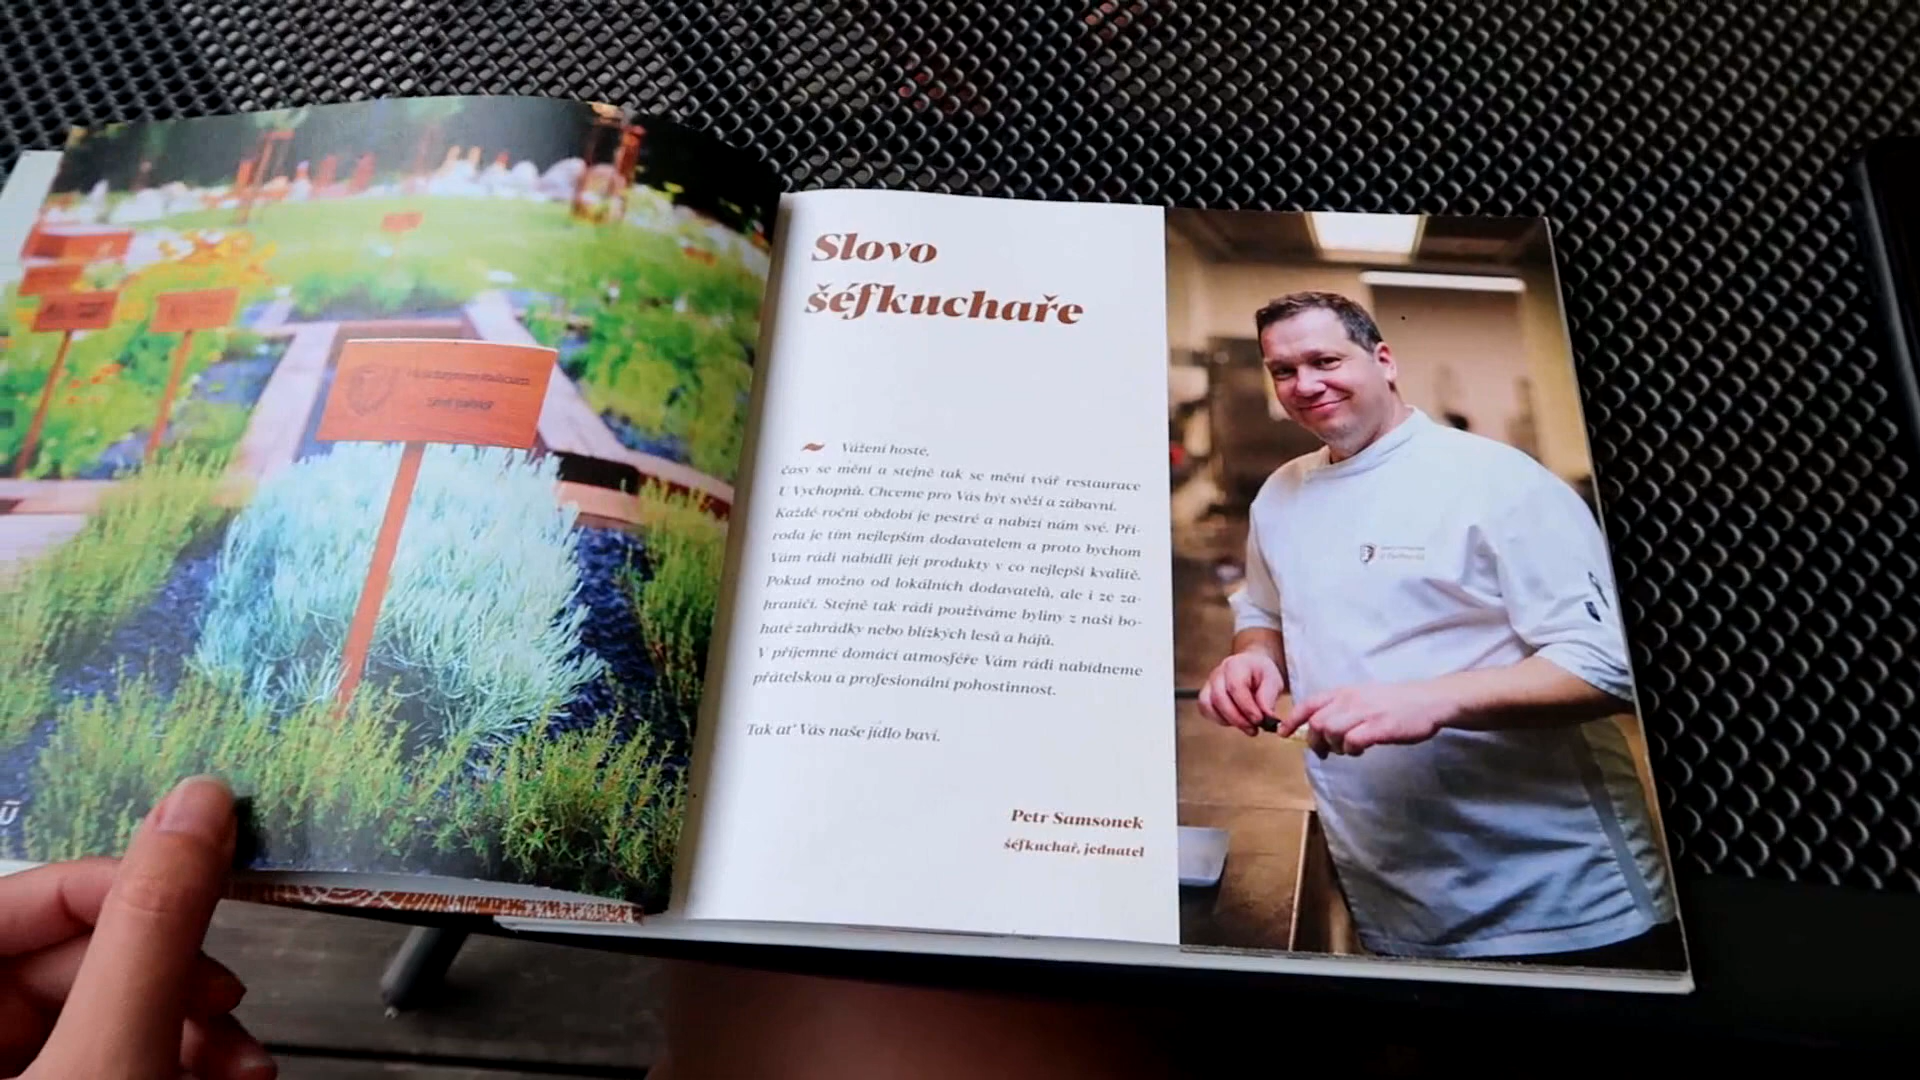 Slovo
šéfkuchaře
Vážení hosté,
časy se mění a stejně tak se mění tvář restaurace
U Vychopňů. Chceme pro Vás být svěží a zábavní.
Každé roční období je pestré a nabízí nám své. Pří-
roda je tím nejlepším dodavatelem a proto bychom
Vám rádi nabídli její produkty v co nejlepší kvalitě.
Pokud možno od lokálních dodavatelů, ale i ze za-
hraničí. Stejně tak rádi používáme byliny z naší bo-
haté zahrádky nebo blízkých lesů a hájů.
V příjemné domácí atmosféře Vám rádi nabídneme
přátelskou a profesionální pohostinnost.
Tak ať Vás naše jídlo baví.
Petr Samsonek
šéfkuchař, jednatel